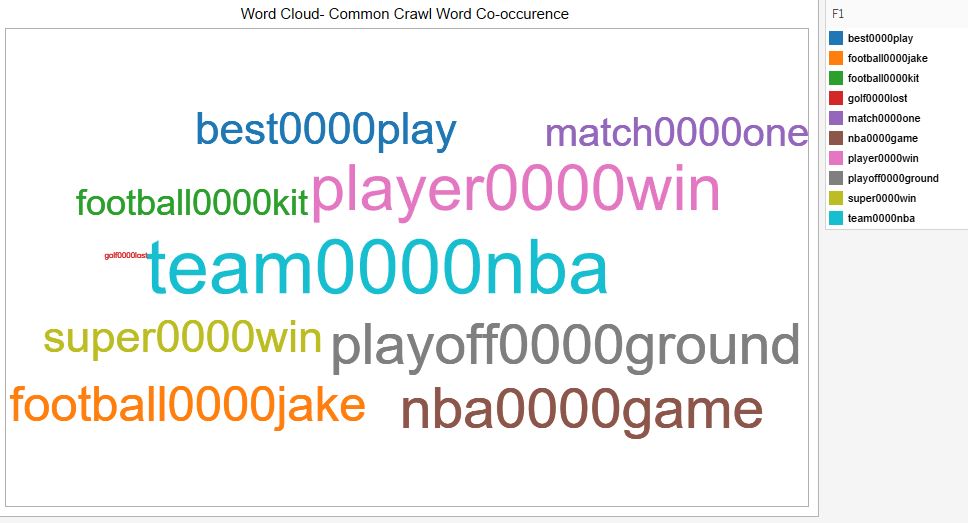 Word Cloud- Common Crawl Word Co-occurence
best0000play
match0000one
player0000win
football0000kit
golf0000lost
team0000nba
super0000win
playoff0000ground
football0000jake
nba0000game
F1
best0000play
football0000jake
football0000kit
golf0000lost
match0000one
nba0000game
player0000win
playoff0000ground
super0000win
team0000nba